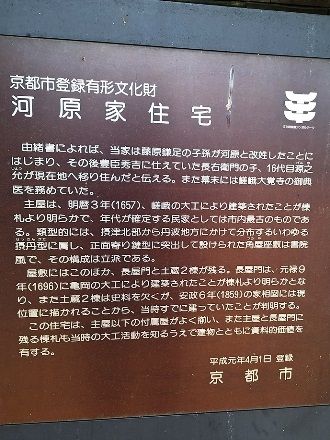 京都市登録有形文化財
河原家住宅
由緒書によれば、当家は藤原鎌足の子孫が河原と改姓したことに
はじまり、その後豊臣秀吉に仕えていた長右衛門の子、16代目源之
允が現在地へ移り住んだと伝える。また幕末には嵯峨大覚寺の御典
医を務めていた。
主屋は、明暦3年(1657)、嵯峨の大工により建築されたことが棟
札より明らかで、年代が確定する民家としては市内最古のものであ
る。類型的には、摂津北部から丹波地方にかけて分布するいわゆる
摂丹型に属し、正面寄り鍵型に突出して設けられた角屋座敷は書院
風で、その構成は立派である。
屋敷にはこのほか、長屋門と土蔵2棟が残る。長屋門は、元禄9
年(1696)に亀岡の大工により建築されたことが棟札より明らかと
なり、また土蔵2棟は史料を欠くが、安政6年(1859)の家相図には現
位置に描かれることから、当時すでに建っていたことが判明する。
この住宅は、主屋以下の付属屋がよく揃い、また主屋と長屋門に
残る棟札も当時の大工活動を知るうえで建物とともに資料的価値を
有する。
平成元年4月1日 登録
京都市